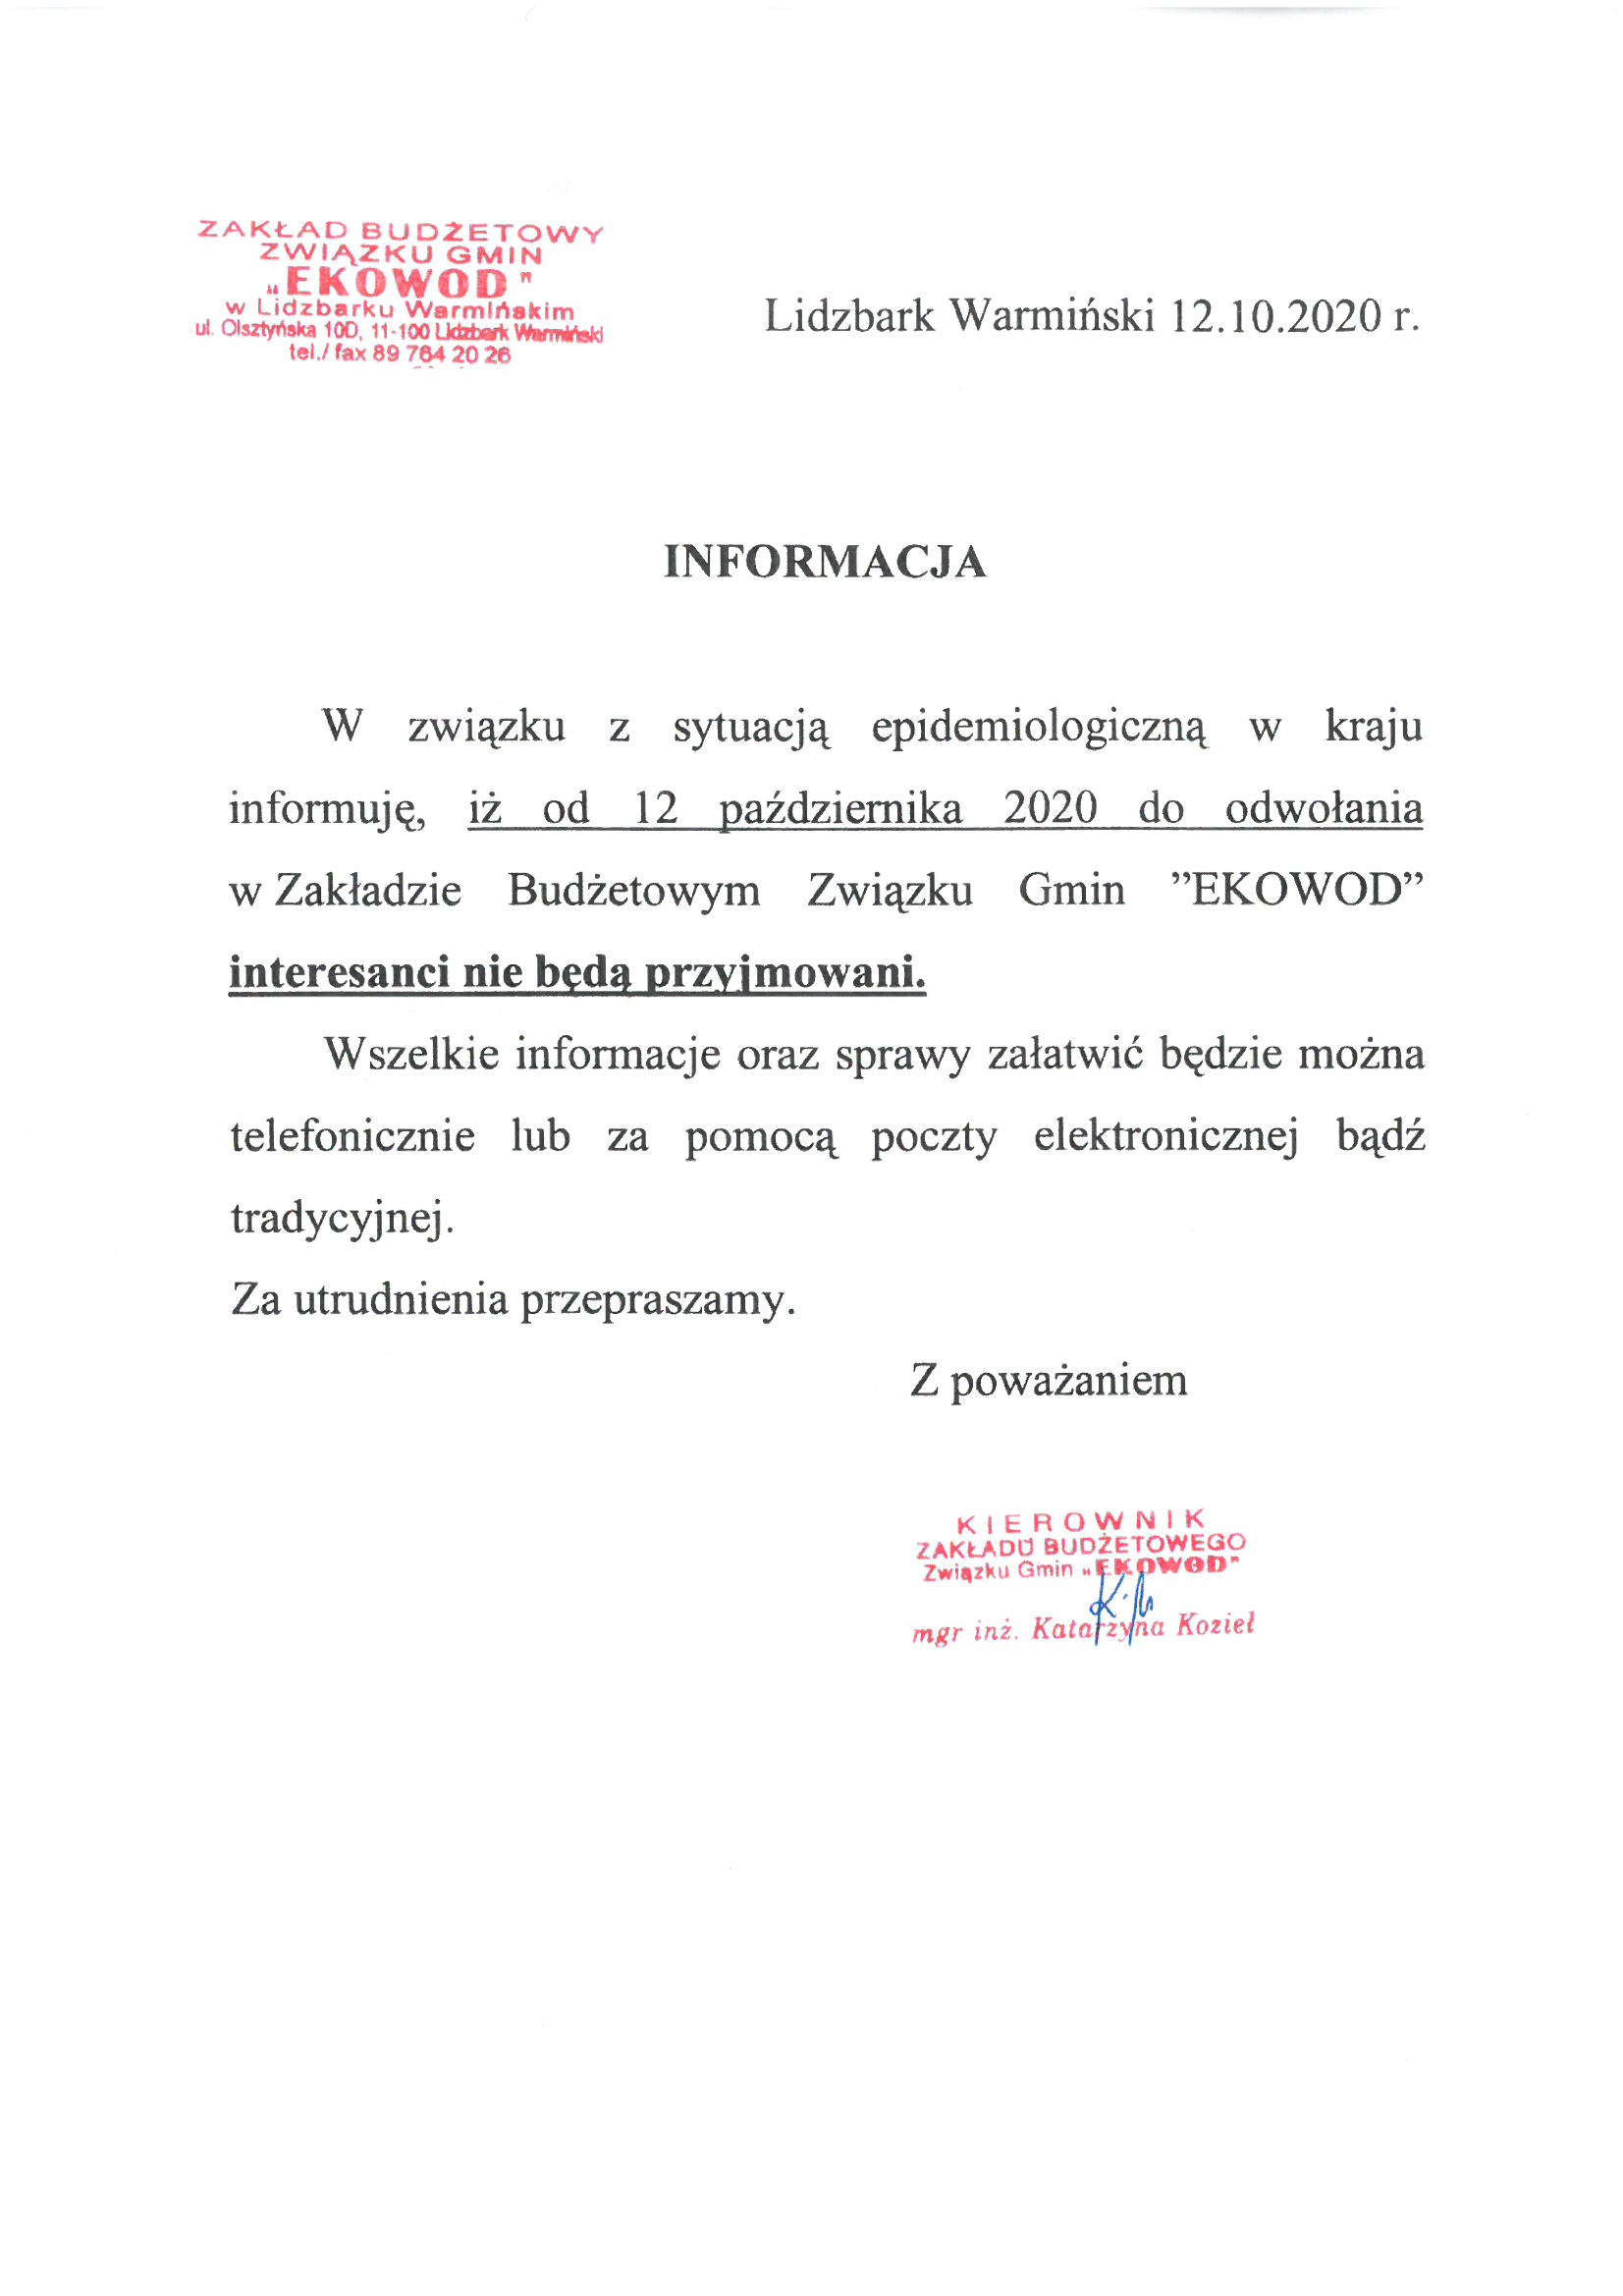 ZAKŁAD BUDŻETOWY
ZWIĄZKU GMIN
„EKOWOD"
w Lidzbarku Warmińskim
ul. Olsztyńska 10D, 11-100 Lidzbark Warmiński
tel./ fax 89 764 20 26
Lidzbark Warmiński 12.10.2020 r.
INFORMACJA
W związku z sytuacją epidemiologiczną w kraju
informuję, iż od 12 października 2020 do odwołania
w Zakładzie Budżetowym Związku Gmin ”EKOWOD”
interesanci nie będą przyjmowani.
Wszelkie informacje oraz sprawy załatwić będzie można
telefonicznie lub za pomocą poczty elektronicznej bądź
tradycyjnej.
Za utrudnienia przepraszamy.
Z poważaniem
KIEROWNIK
ZAKŁADU BUDŻETOWEGO
Związku Gmin „EKOWOD"
mgr inż. Katarzyna Kozieł